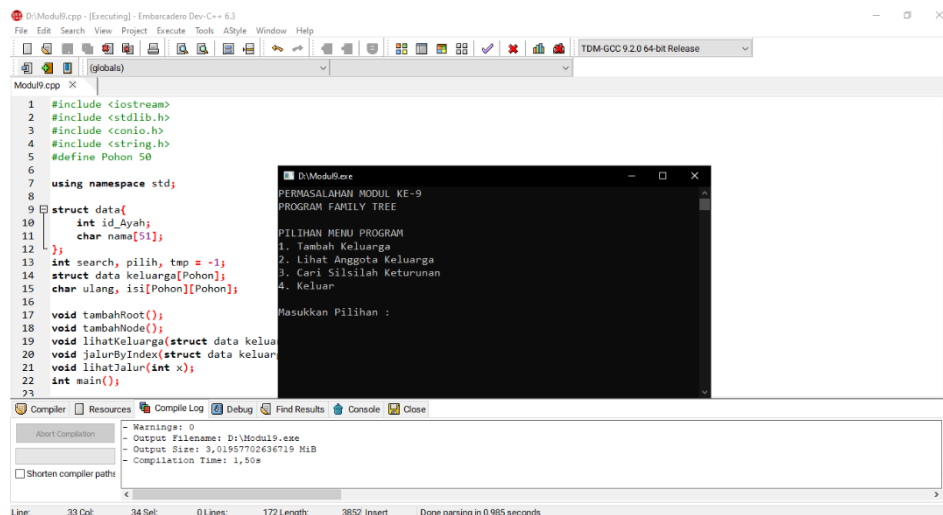 D:\Modul9.cpp - [Executing] - Embarcadero Dev-C++ 6.3
File Edit Search View Project Execute Tools AStyle Window Help
TDM-GCC 9.2.0 64-bit Release
(globals)
Modul9.cpp
1 #include <iostream>
2 #include <stdlib.h>
3 #include <conio.h>
4 #include <string.h>
5 #define Pohon 50
6
7 using namespace std;
8
9 struct data{
10 int id_Ayah;
11 char nama[51];
12 };
13 int search, pilih, tmp = -1;
14 struct data keluarga[Pohon];
15 char ulang, isi[Pohon][Pohon];
16
17 void tambahRoot();
18 void tambahNode();
19 void lihatKeluarga(struct data kelua
20 void jalurByIndex(struct data keluar
21 void lihatJalur(int x);
22 int main();
23
D:\Modul9.exe
PERMASALAHAN MODUL KE-9
PROGRAM FAMILY TREE
PILIHAN MENU PROGRAM
1. Tambah Keluarga
2. Lihat Anggota Keluarga
3. Cari Silsilah Keturunan
4. Keluar
Masukkan Pilihan :
Compiler Resources Compile Log Debug Find Results Console Close
Abort Compilation
Shorten compiler paths
- Warnings: 0
- Output Filename: D:\Modul9.exe
- Output Size: 3,01957702636719 MiB
- Compilation Time: 1,50s
Line: 33 Col: 34 Sel: 0 Lines: 172 Length: 3852 Insert Done parsing in 0.985 seconds